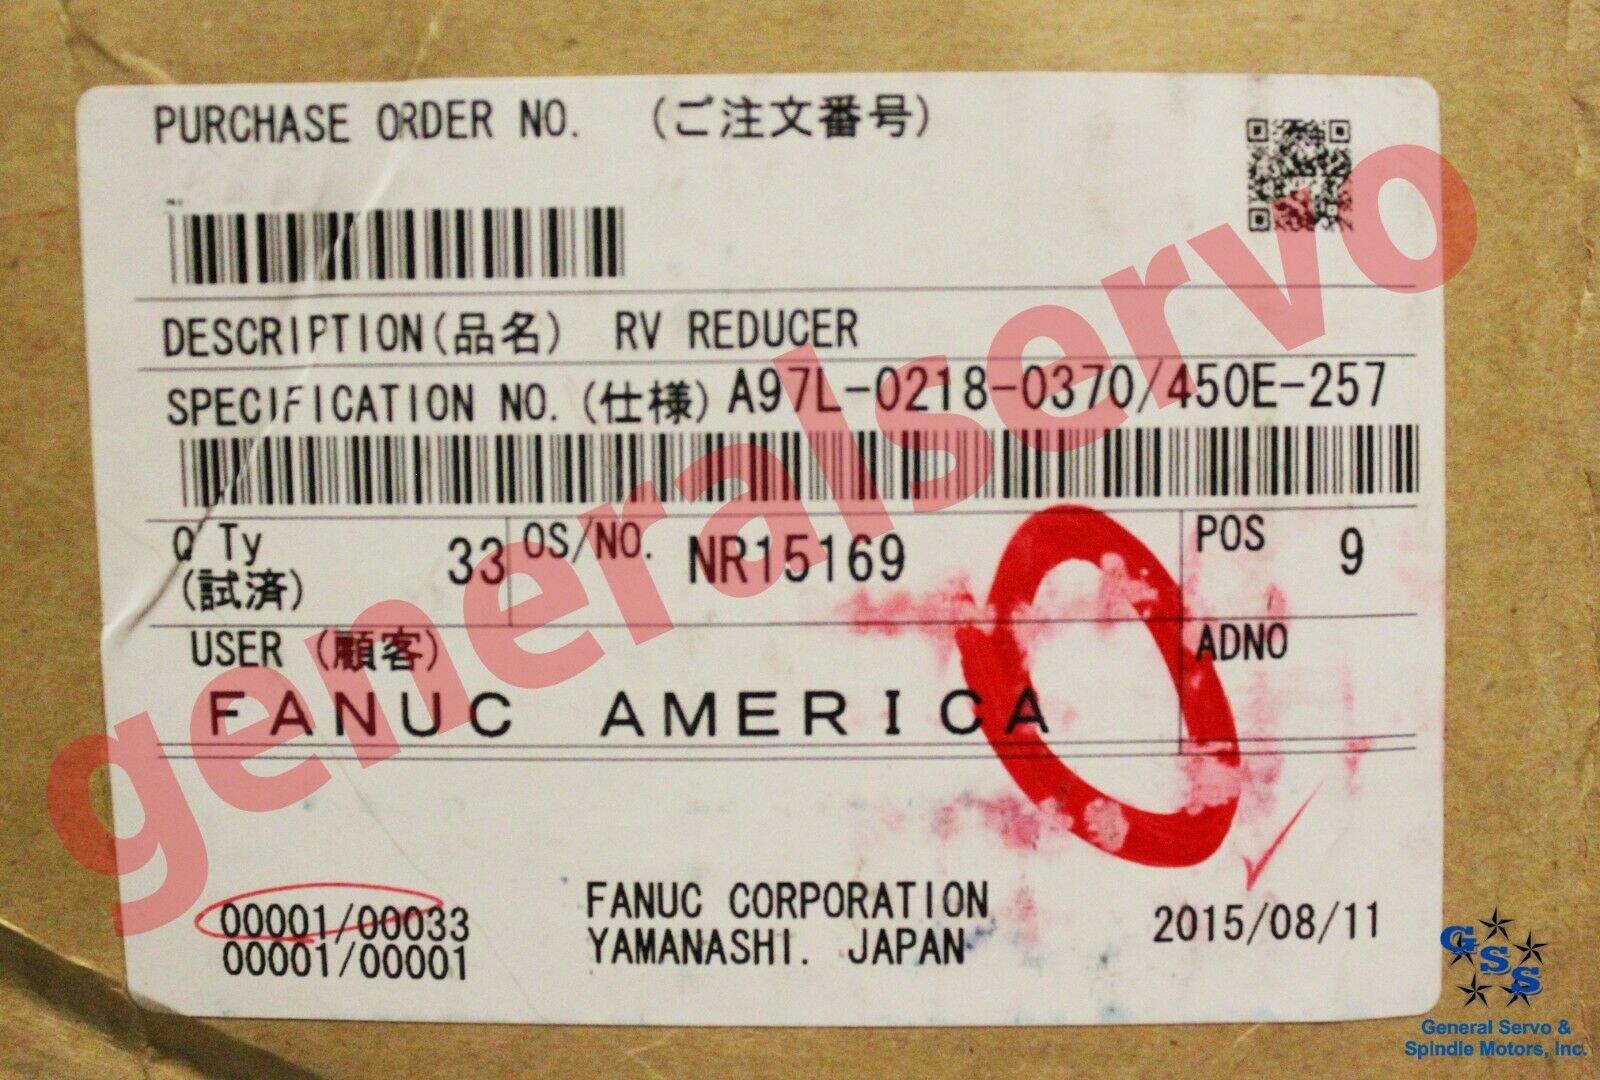 PURCHASE ORDER NO. (ご注文番号)
DESCRIPTION(品名) RV REDUCER
SPECIFICATION NO.(仕様) A97L-0218-0370/450E-257
Q'Ty 33 OS/NO. NR15169 POS 9
(試済)
USER (顧客) ADNO
FANUC AMERICA
00001/00033 FANUC CORPORATION 2015/08/11
00001/00001 YAMANASHI. JAPAN
generalservo
GSS
General Servo &
Spindle Motors, Inc.